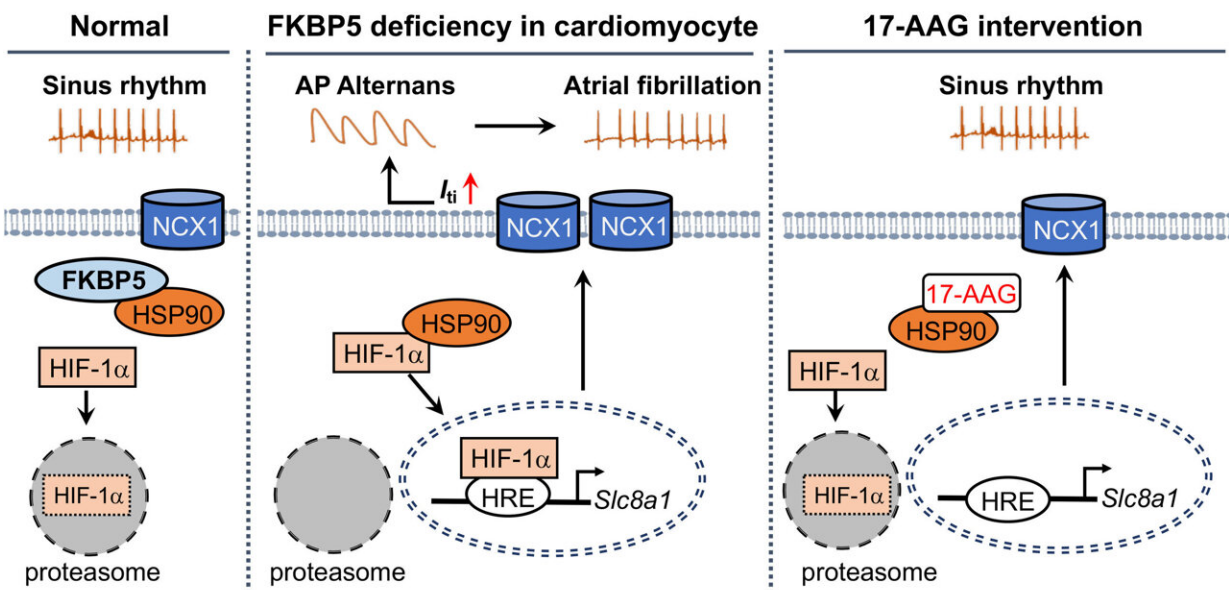 Normal
Sinus rhythm
NCX1
FKBP5
HSP90
HIF-1α
HIF-1α
proteasome
FKBP5 deficiency in cardiomyocyte
AP Alternans
Atrial fibrillation
Iti
NCX1
NCX1
HSP90
HIF-1α
HIF-1α
HRE
Slc8a1
proteasome
17-AAG intervention
Sinus rhythm
NCX1
17-AAG
HSP90
HIF-1α
HIF-1α
HRE
Slc8a1
proteasome